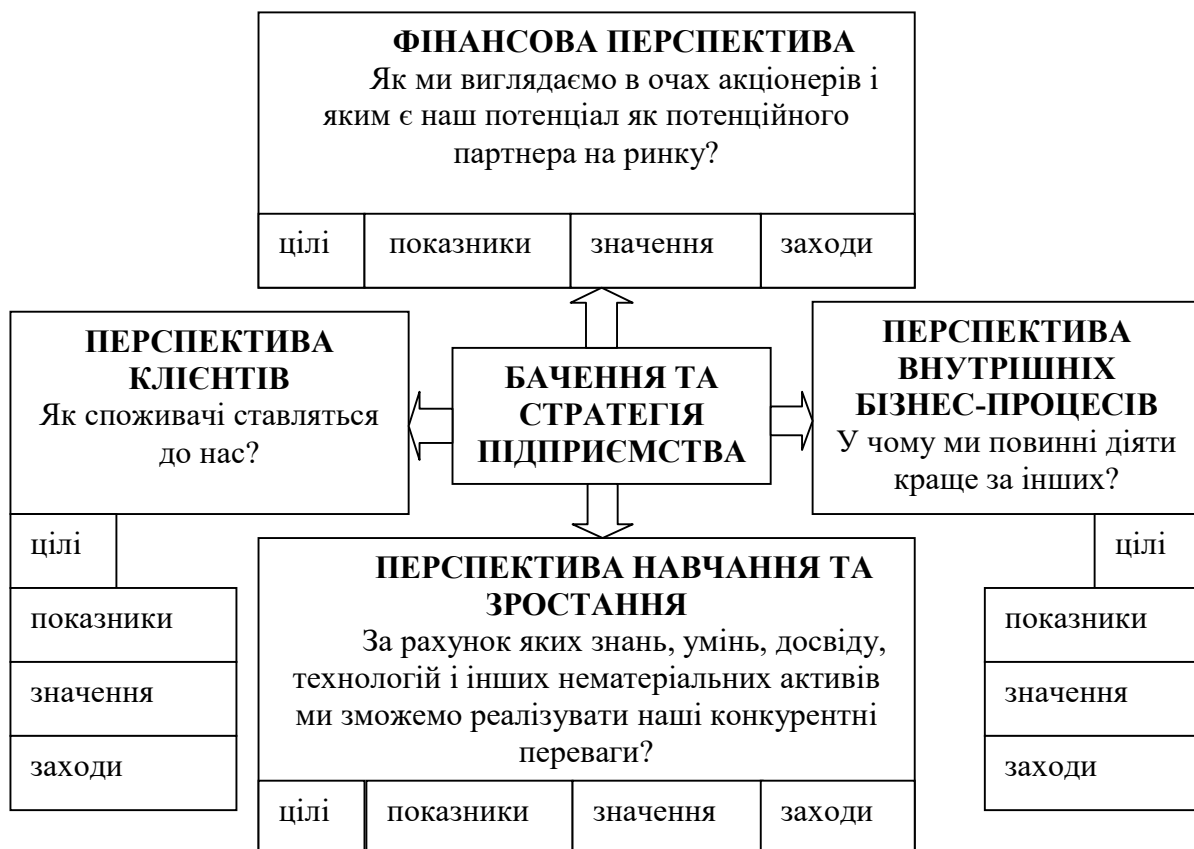 ФІНАНСОВА ПЕРСПЕКТИВА
Як ми виглядаємо в очах акціонерів і
яким є наш потенціал як потенційного
партнера на ринку?
цілі показники значення заходи
ПЕРСПЕКТИВА
КЛІЄНТІВ
Як споживачі ставляться
до нас?
цілі
показники
значення
заходи
БАЧЕННЯ ТА
СТРАТЕГІЯ
ПІДПРИЄМСТВА
ПЕРСПЕКТИВА
ВНУТРІШНІХ
БІЗНЕС-ПРОЦЕСІВ
У чому ми повинні діяти
краще за інших?
цілі
показники
значення
заходи
ПЕРСПЕКТИВА НАВЧАННЯ ТА
ЗРОСТАННЯ
За рахунок яких знань, умінь, досвіду,
технологій і інших нематеріальних активів
ми зможемо реалізувати наші конкурентні
переваги?
цілі показники значення заходи